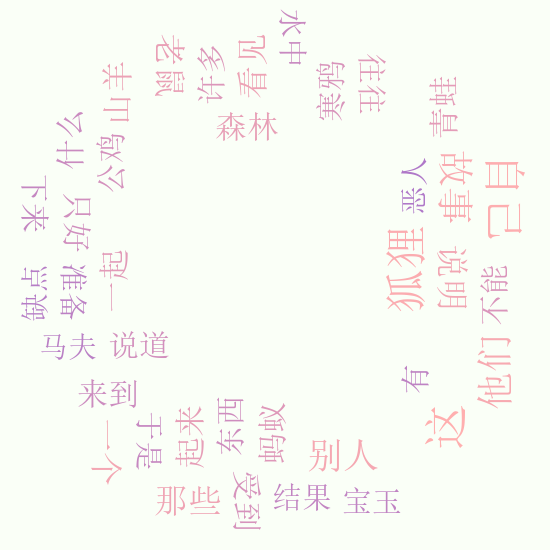 水中
老鼠
许多
看见
寒鸦
往往
山羊
森林
什么
公鸡
恶人
故事
自己
下来
只好
一起
狐狸
说明
不能
缺点
准备
马夫
说道
他们
有
来到
这
一个
于是
起来
东西
蚂蚁
别人
那些
受到
结果
宝玉